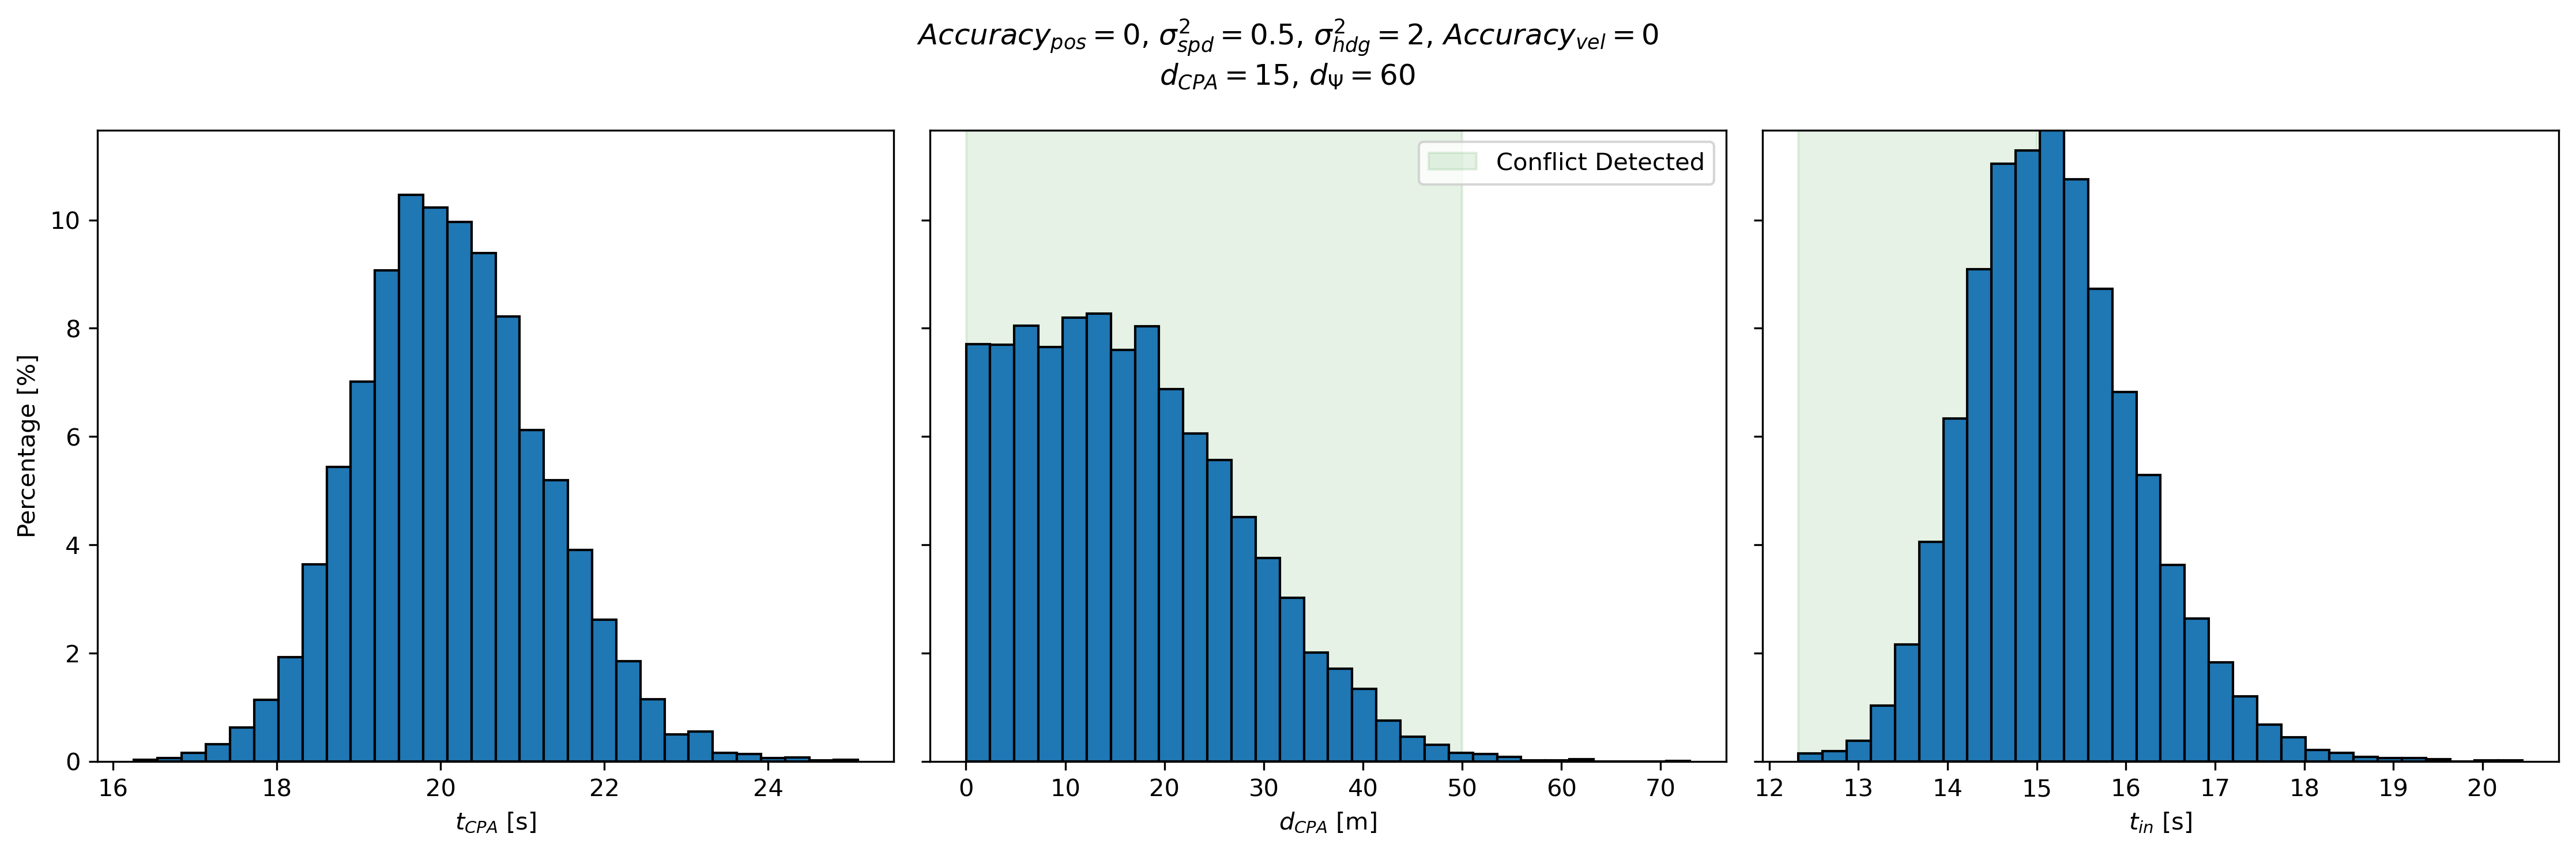 Accuracy_pos = 0, σ²_spd = 0.5, σ²_hdg = 2, Accuracy_vel = 0
d_CPA = 15, d_Ψ = 60
Percentage [%]
10
8
6
4
2
0
16 18 20 22 24
t_CPA [s]
Conflict Detected
0 10 20 30 40 50 60 70
d_CPA [m]
12 13 14 15 16 17 18 19 20
t_in [s]